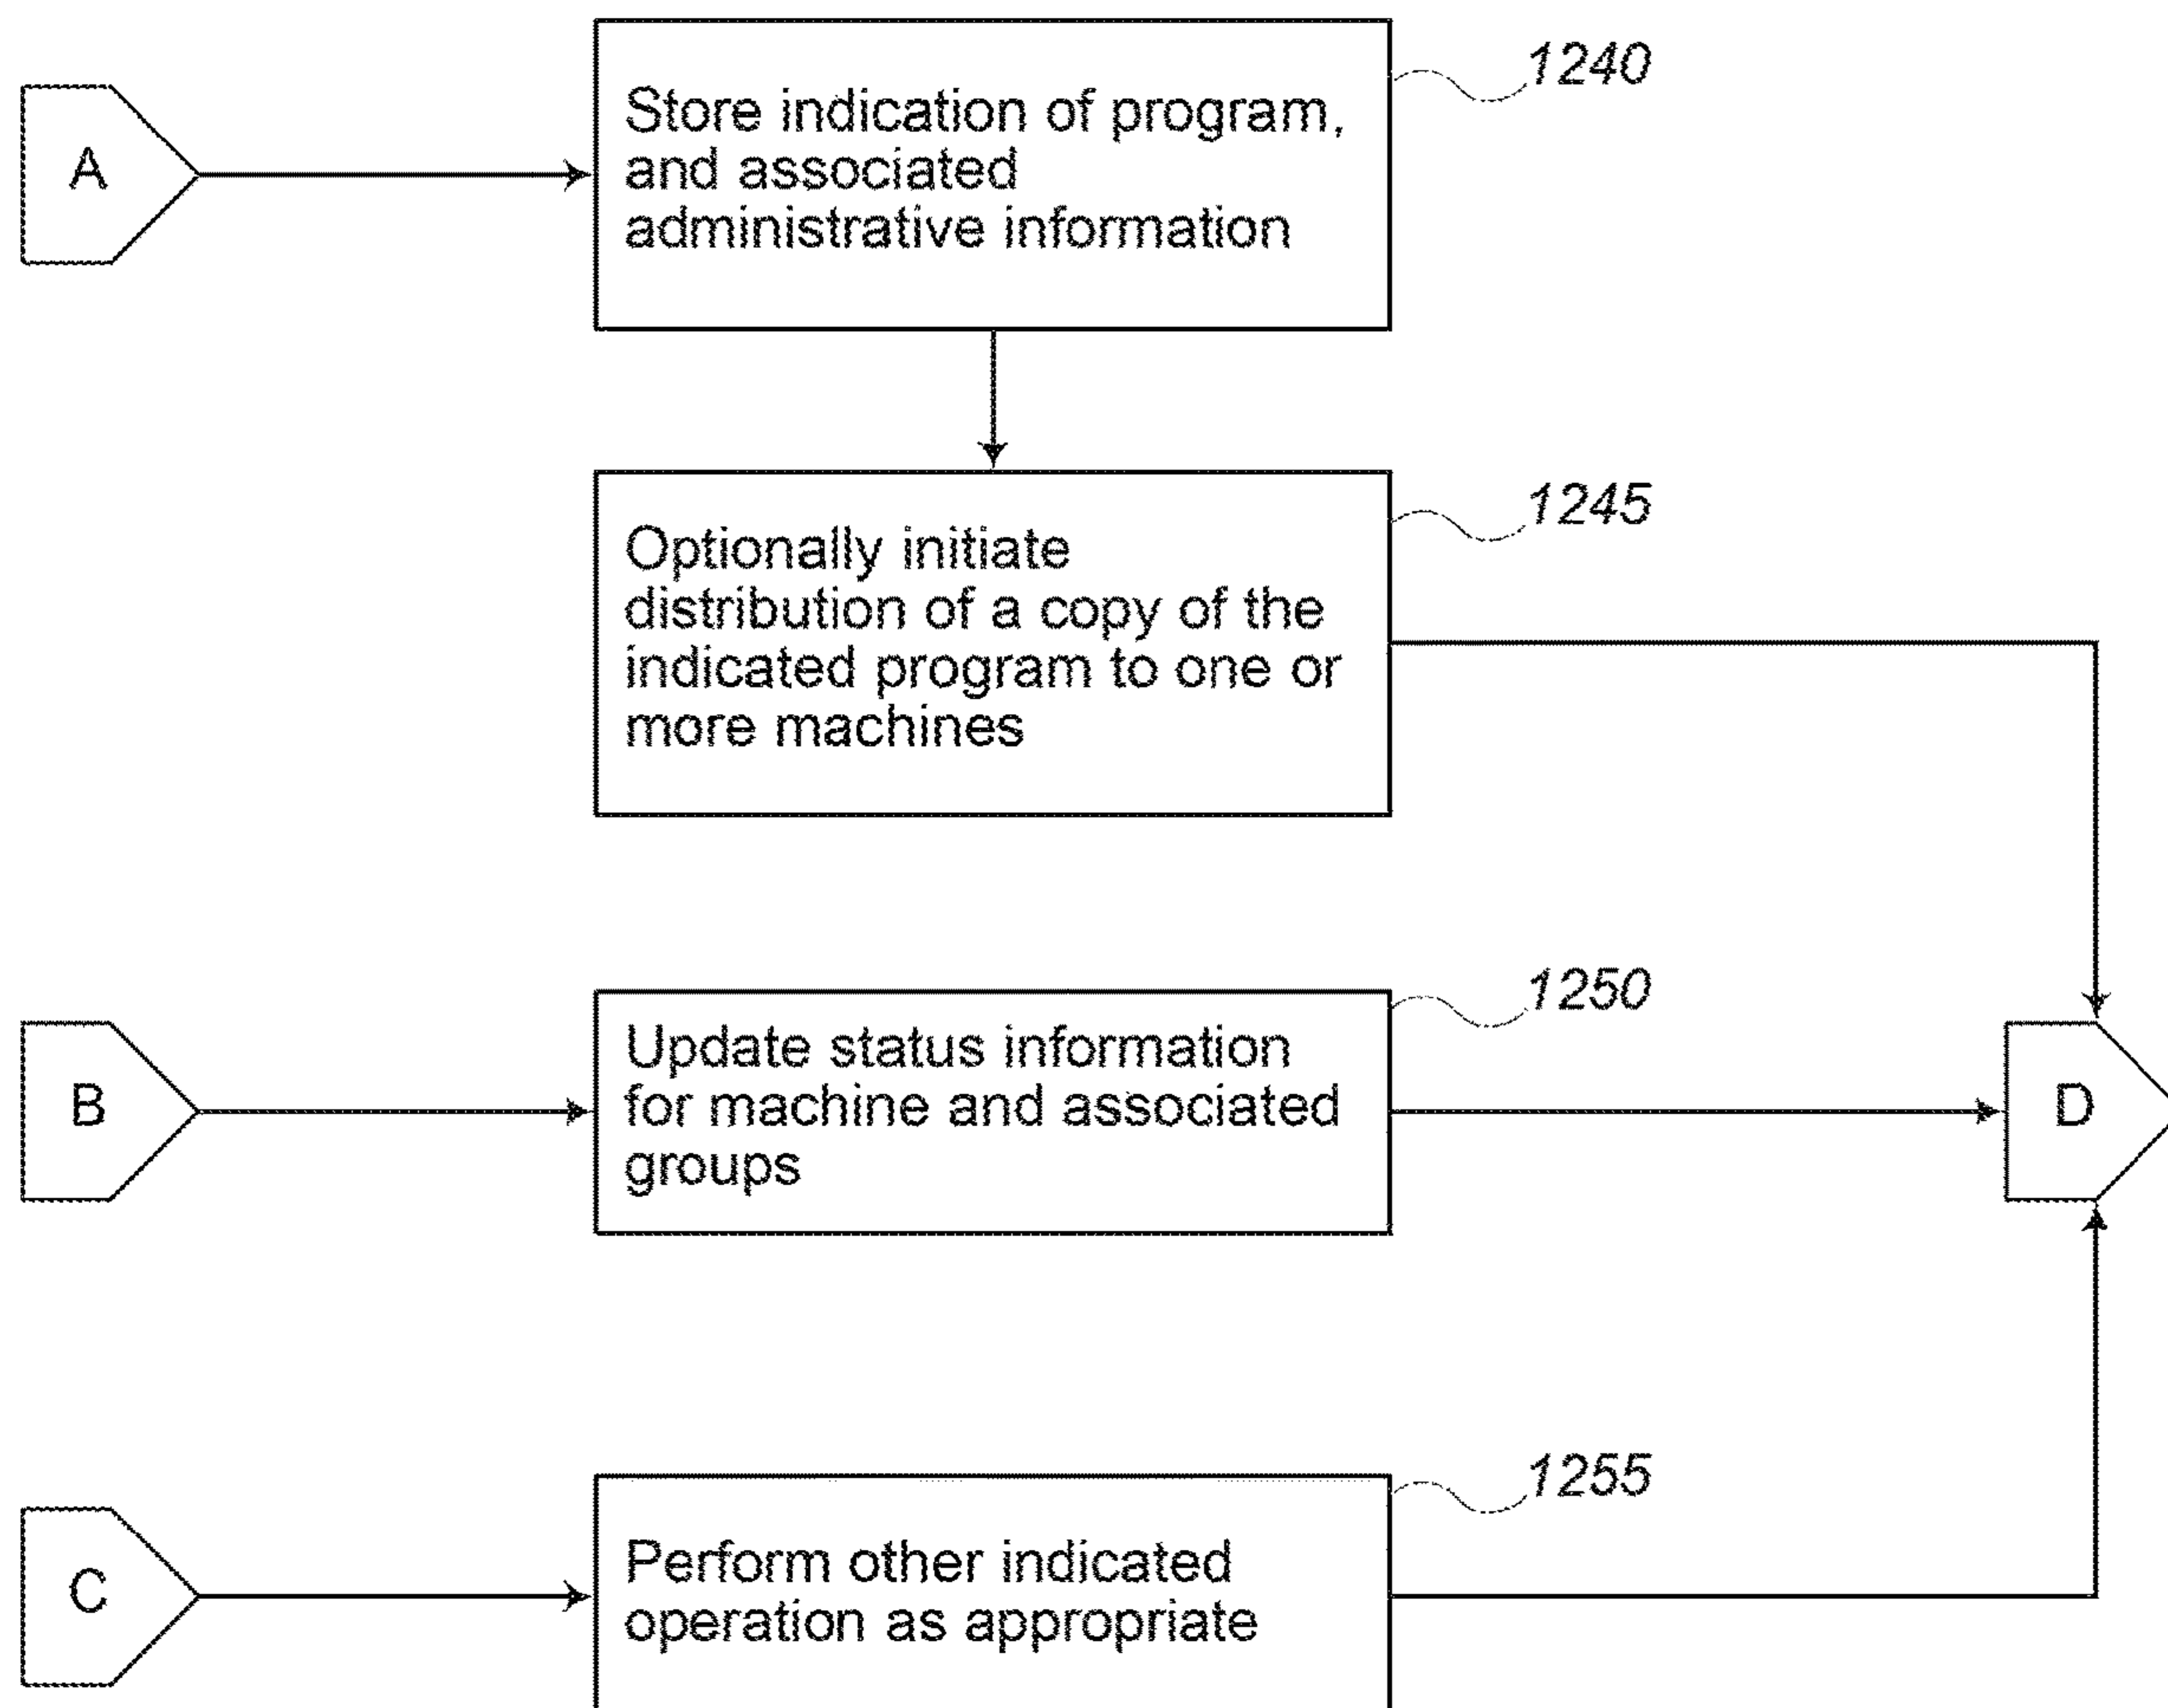 A
Store indication of program,
and associated
administrative information
1240
Optionally initiate
distribution of a copy of the
indicated program to one or
more machines
1245
B
Update status information
for machine and associated
groups
1250
D
C
Perform other indicated
operation as appropriate
1255